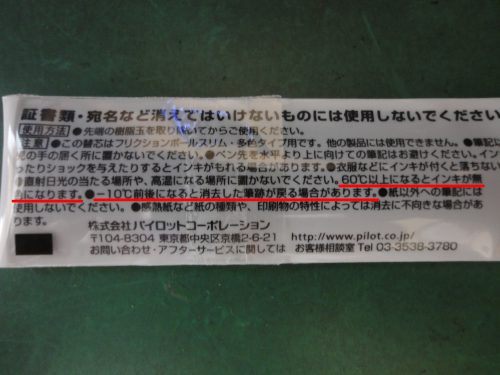 証書類・宛名など消えてはいけないものには使用しないでください
使用方法 ●先端の樹脂玉を取り除いてからご使用ください。
注意 ●この替芯はフリクションボールスリム・多色タイプ用です。他の製品には使用できません。●筆記
児の手の届く所に置かないでください。●ペン先を水平より上に向けての筆記はお避けください。イン
ったりショックを与えたりするとインキがもれる場合があります。●衣服などにインキが付くと落ちない
●直射日光の当たる場所や、高温になる場所に置かないでください。60℃以上になるとインキが無
色になります。●－10℃前後になると消去した筆跡が戻る場合があります。●紙以外への筆記には
使用しないでください。●感熱紙など紙の種類や、印刷物の特性によっては消去に不向きな場合があ
ります。
株式会社パイロットコーポレーション
〒104-8304 東京都中央区京橋2-6-21 http://www.pilot.co.jp/
お問い合わせ・アフターサービスに関しては お客様相談室 Tel 03-3538-3780